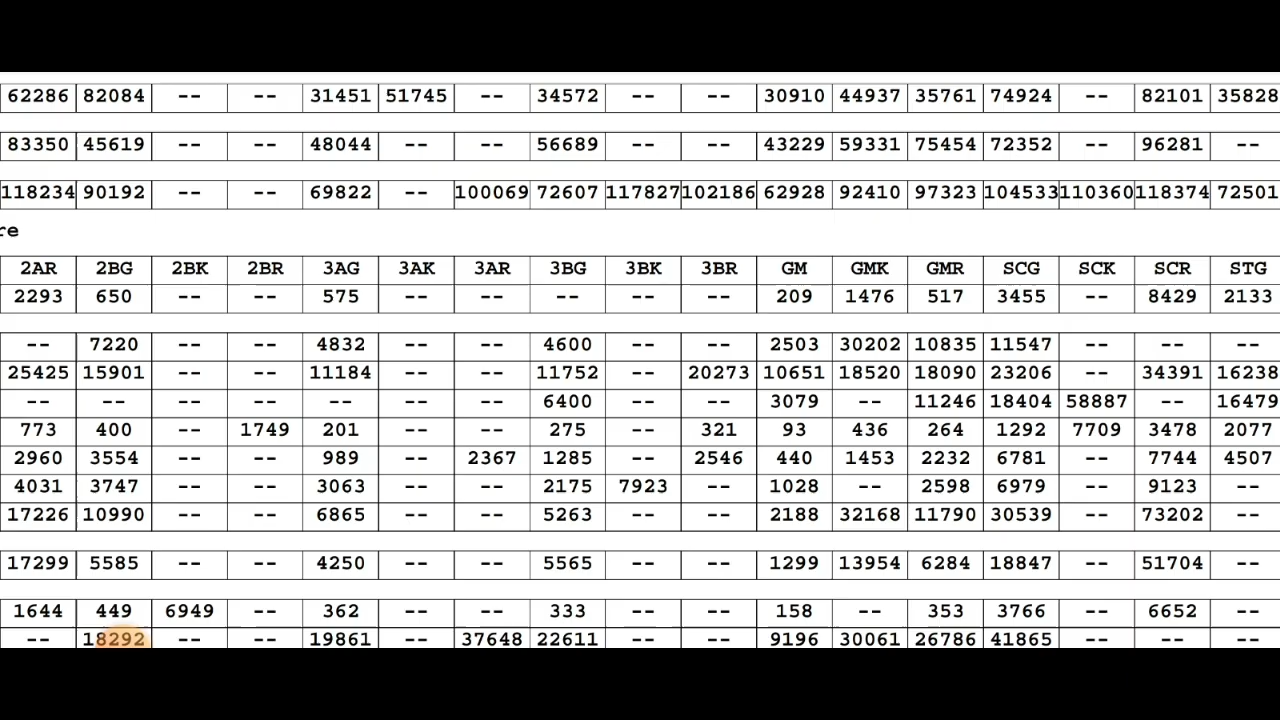 62286 82084 -- -- 31451 51745 -- 34572 -- -- 30910 44937 35761 74924 -- 82101 35828
83350 45619 -- -- 48044 -- -- 56689 -- -- 43229 59331 75454 72352 -- 96281 --
118234 90192 -- -- 69822 -- 100069 72607 117827 102186 62928 92410 97323 104533 110360 118374 72501
re
2AR 2BG 2BK 2BR 3AG 3AK 3AR 3BG 3BK 3BR GM GMK GMR SCG SCK SCR STG
2293 650 -- -- 575 -- -- -- -- -- 209 1476 517 3455 -- 8429 2133
-- 7220 -- -- 4832 -- -- 4600 -- -- 2503 30202 10835 11547 -- -- --
25425 15901 -- -- 11184 -- -- 11752 -- 20273 10651 18520 18090 23206 -- 34391 16238
-- -- -- -- -- -- -- 6400 -- -- 3079 -- 11246 18404 58887 -- 16479
773 400 -- 1749 201 -- -- 275 -- 321 93 436 264 1292 7709 3478 2077
2960 3554 -- -- 989 -- 2367 1285 -- 2546 440 1453 2232 6781 -- 7744 4507
4031 3747 -- -- 3063 -- -- 2175 7923 -- 1028 -- 2598 6979 -- 9123 --
17226 10990 -- -- 6865 -- -- 5263 -- -- 2188 32168 11790 30539 -- 73202 --
17299 5585 -- -- 4250 -- -- 5565 -- -- 1299 13954 6284 18847 -- 51704 --
1644 449 6949 -- 362 -- -- 333 -- -- 158 -- 353 3766 -- 6652 --
-- 18292 -- -- 19861 -- 37648 22611 -- -- 9196 30061 26786 41865 -- -- --